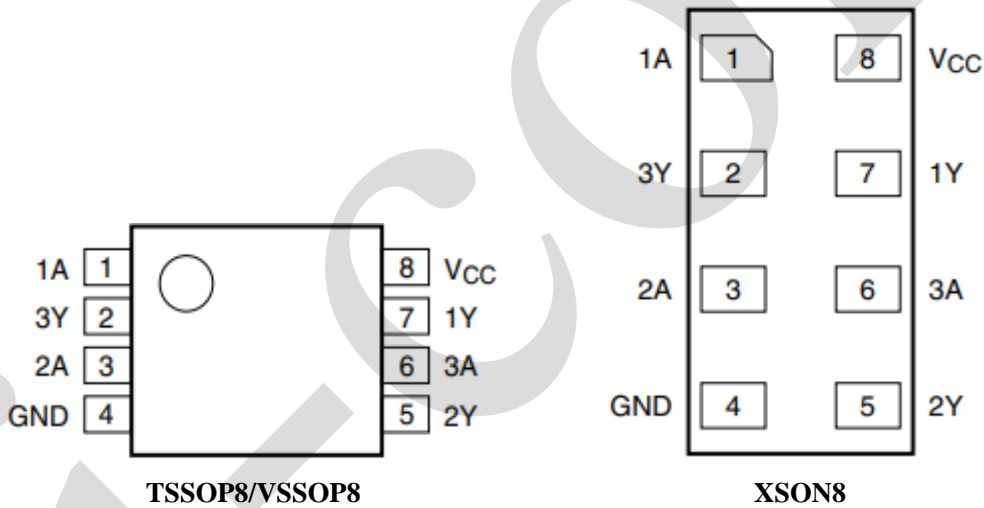 1A 1 8 VCC
3Y 2 7 1Y
2A 3 6 3A
GND 4 5 2Y
TSSOP8/VSSOP8
1A 1 8 VCC
3Y 2 7 1Y
2A 3 6 3A
GND 4 5 2Y
XSON8